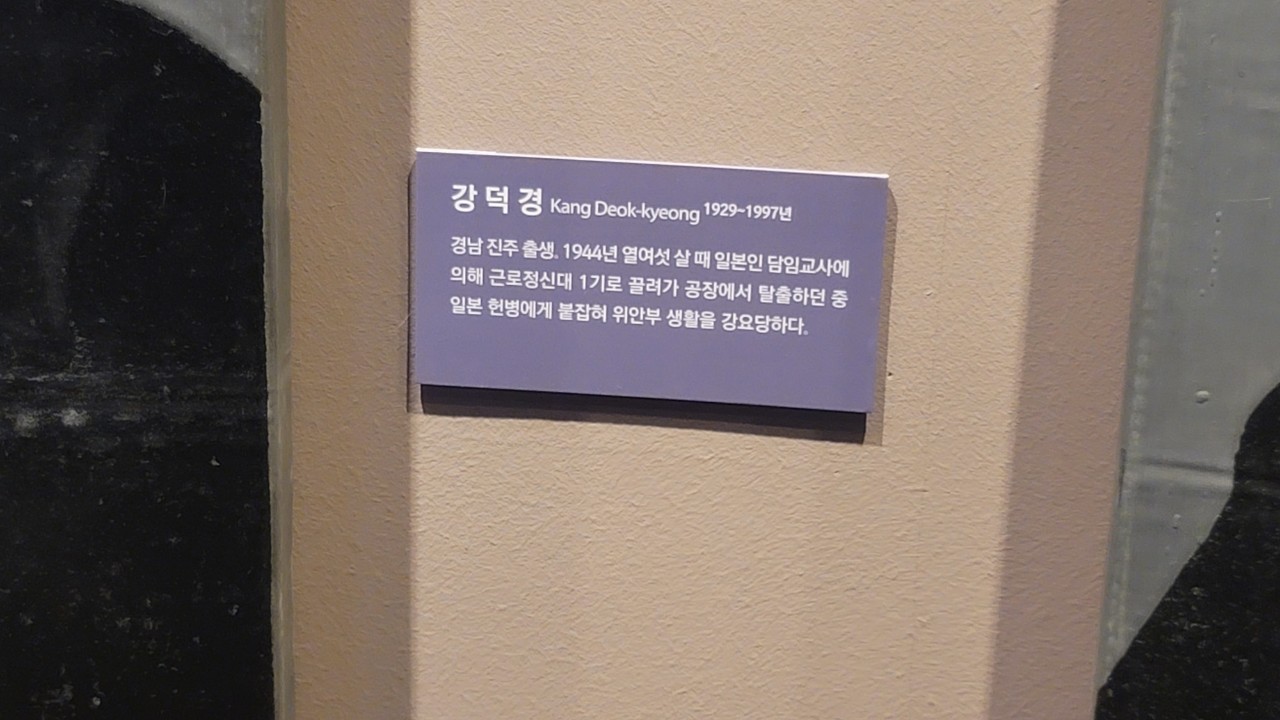 강덕경 Kang Deok-kyeong 1929~1997년
경남 진주 출생. 1944년 열여섯 살 때 일본인 담임교사에
의해 근로정신대 1기로 끌려가 공장에서 탈출하던 중
일본 헌병에게 붙잡혀 위안부 생활을 강요당하다.